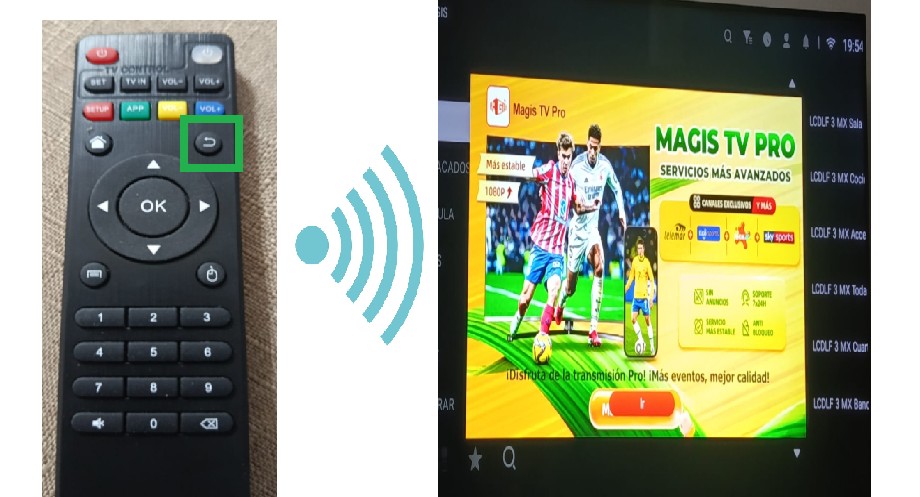 TV CONTROL
SET TV IN VOL- VOL+
SETUP APP VOL- VOL+
OK
1 2 3
4 5 6
7 8 9
0
GIS
19:54
Magis TV Pro
MAGIS TV PRO
SERVICIOS MÁS AVANZADOS
Más estable
1080P
CANALES EXCLUSIVOS Y MÁS
+ + sky sports
SIN ANUNCIOS
SOPORTE 7x24H
SERVICIO MÁS ESTABLE
ANTI BLOQUEO
¡Disfruta de la transmisión Pro! ¡Más eventos, mejor calidad!
M
Ir
ACADOS
ULA
S
RAR
LCDLF 3 MX Sala
LCDLF 3 MX Coci
LCDLF 3 MX Acce
LCDLF 3 MX Toda
LCDLF 3 MX Cuar
LCDLF 3 MX Banc